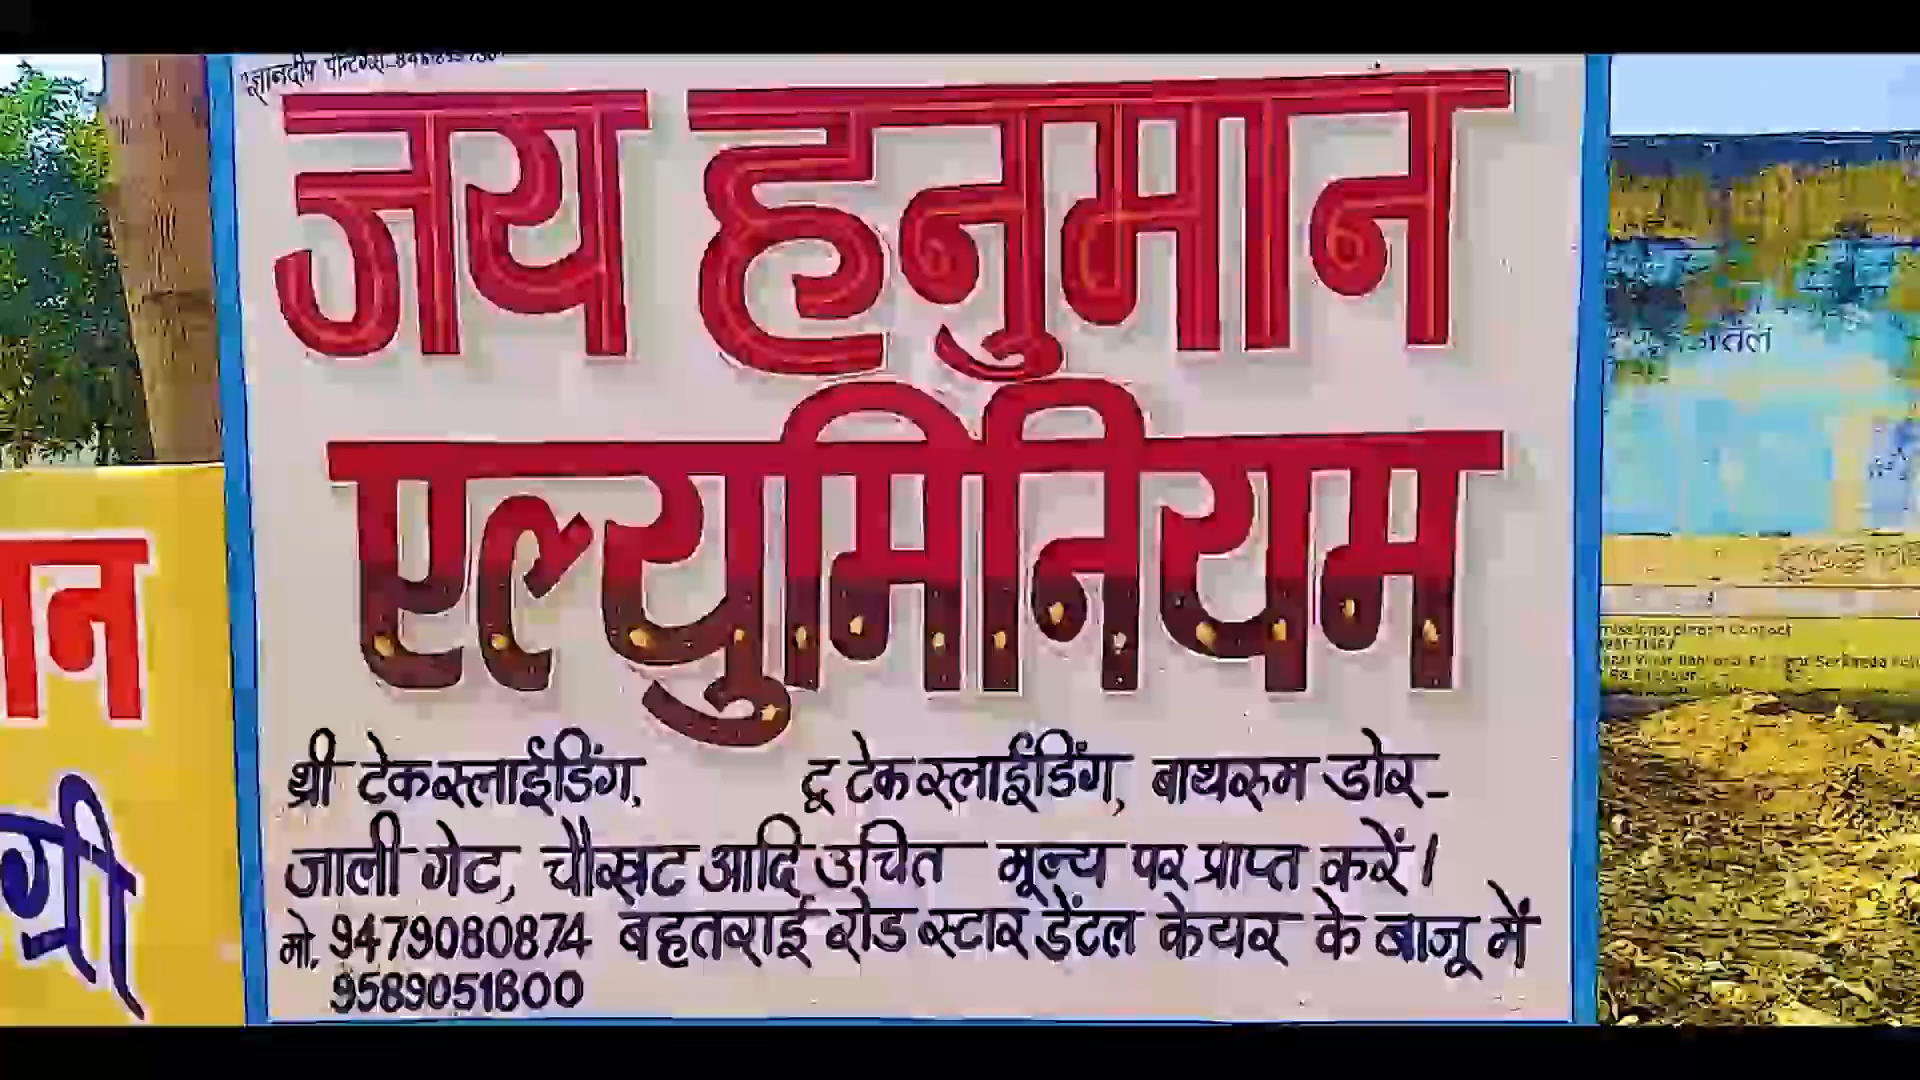 ज्ञानदीप पेन्टिंग्स
जय हनुमान
एल्युमिनियम
थ्री टेकस्लाईडिंग, टू टेकस्लाईडिंग, बाथरुम डोर-
जाली गेट, चौखट आदि उचित मूल्य पर प्राप्त करें।
मो. 9479080874 बहतराई रोड स्टार डेंटल केयर के बाजू में
9589051800
ान
ग्री